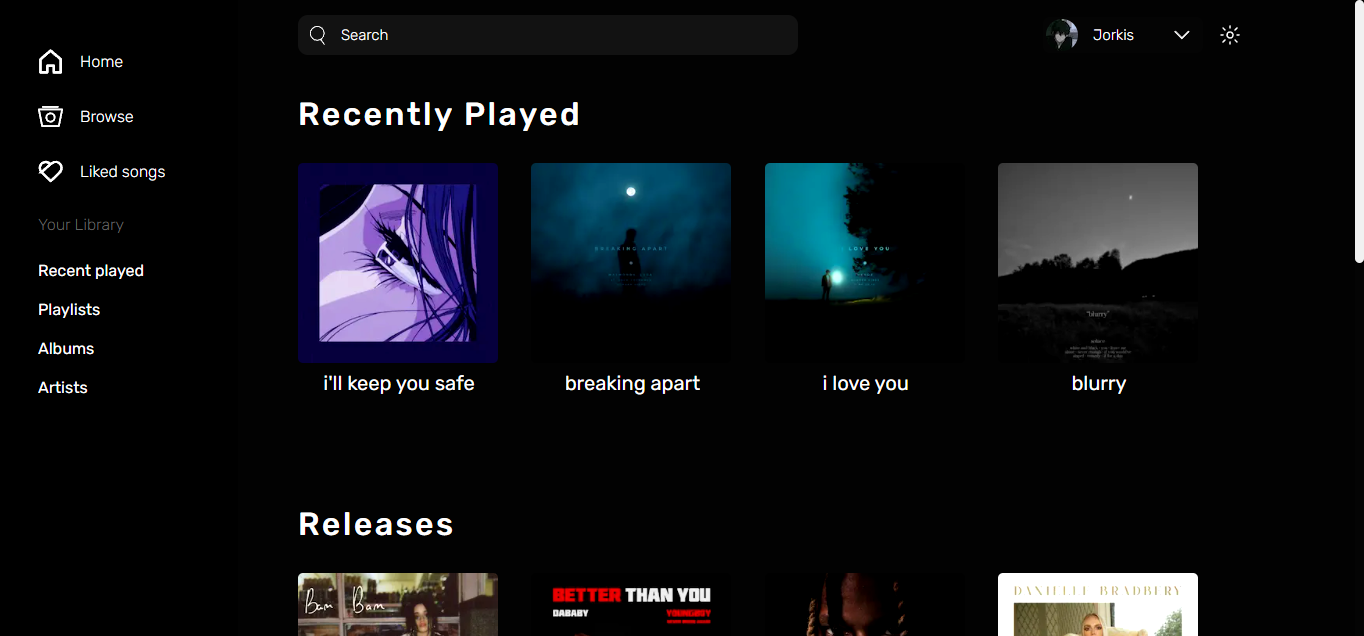 Search
Jorkis
Home
Browse
Liked songs
Your Library
Recent played
Playlists
Albums
Artists
Recently Played
BREAKING APART
I LOVE YOU
"blurry"
i'll keep you safe
breaking apart
i love you
blurry
Releases
Bam Bam
BETTER THAN YOU
DABABY
YOUNGBOY
DANIELLE BRADBERY